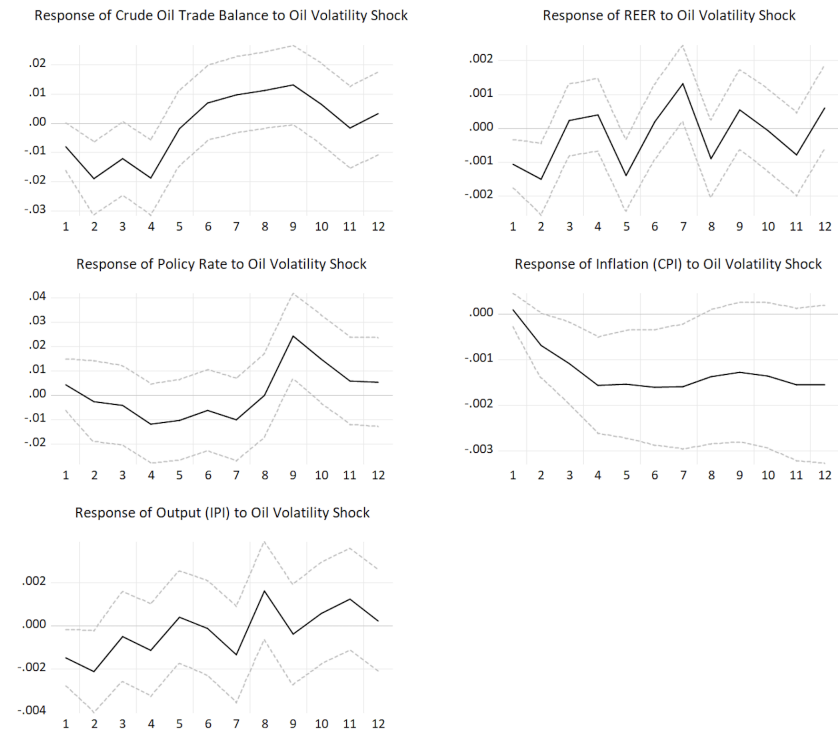 Response of Crude Oil Trade Balance to Oil Volatility Shock
.02
.01
.00
-.01
-.02
-.03
1 2 3 4 5 6 7 8 9 10 11 12
Response of REER to Oil Volatility Shock
.002
.001
.000
-.001
-.002
1 2 3 4 5 6 7 8 9 10 11 12
Response of Policy Rate to Oil Volatility Shock
.04
.03
.02
.01
.00
-.01
-.02
1 2 3 4 5 6 7 8 9 10 11 12
Response of Inflation (CPI) to Oil Volatility Shock
.000
-.001
-.002
-.003
1 2 3 4 5 6 7 8 9 10 11 12
Response of Output (IPI) to Oil Volatility Shock
.002
.000
-.002
-.004
1 2 3 4 5 6 7 8 9 10 11 12